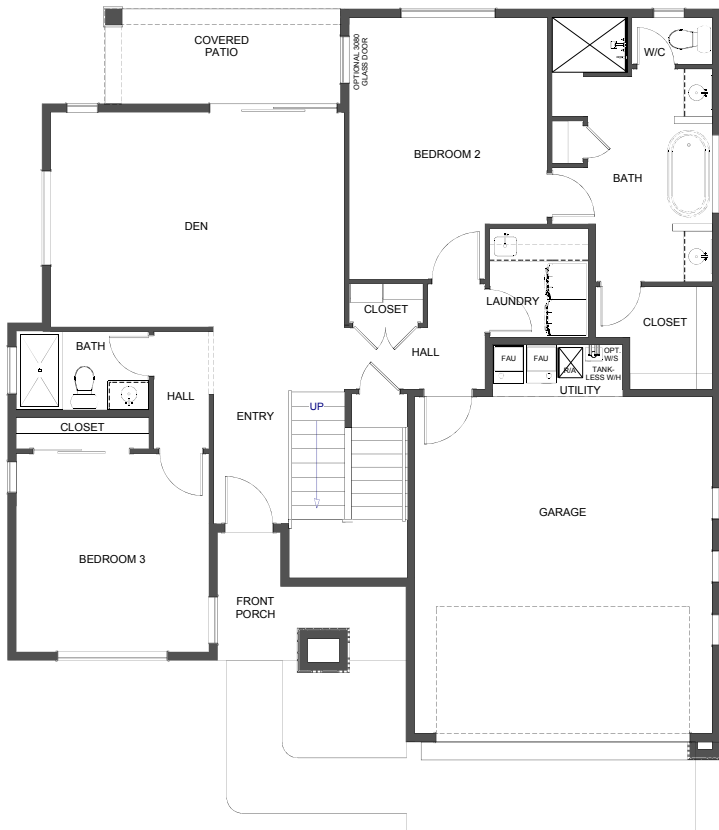 COVERED
PATIO
OPTIONAL 3080
GLASS DOOR
W/C
BEDROOM 2
BATH
DEN
CLOSET
LAUNDRY
CLOSET
BATH
HALL
FAU
FAU
R/A
OPT.
W/S
TANK-
LESS W/H
UTILITY
HALL
UP
ENTRY
CLOSET
GARAGE
BEDROOM 3
FRONT
PORCH